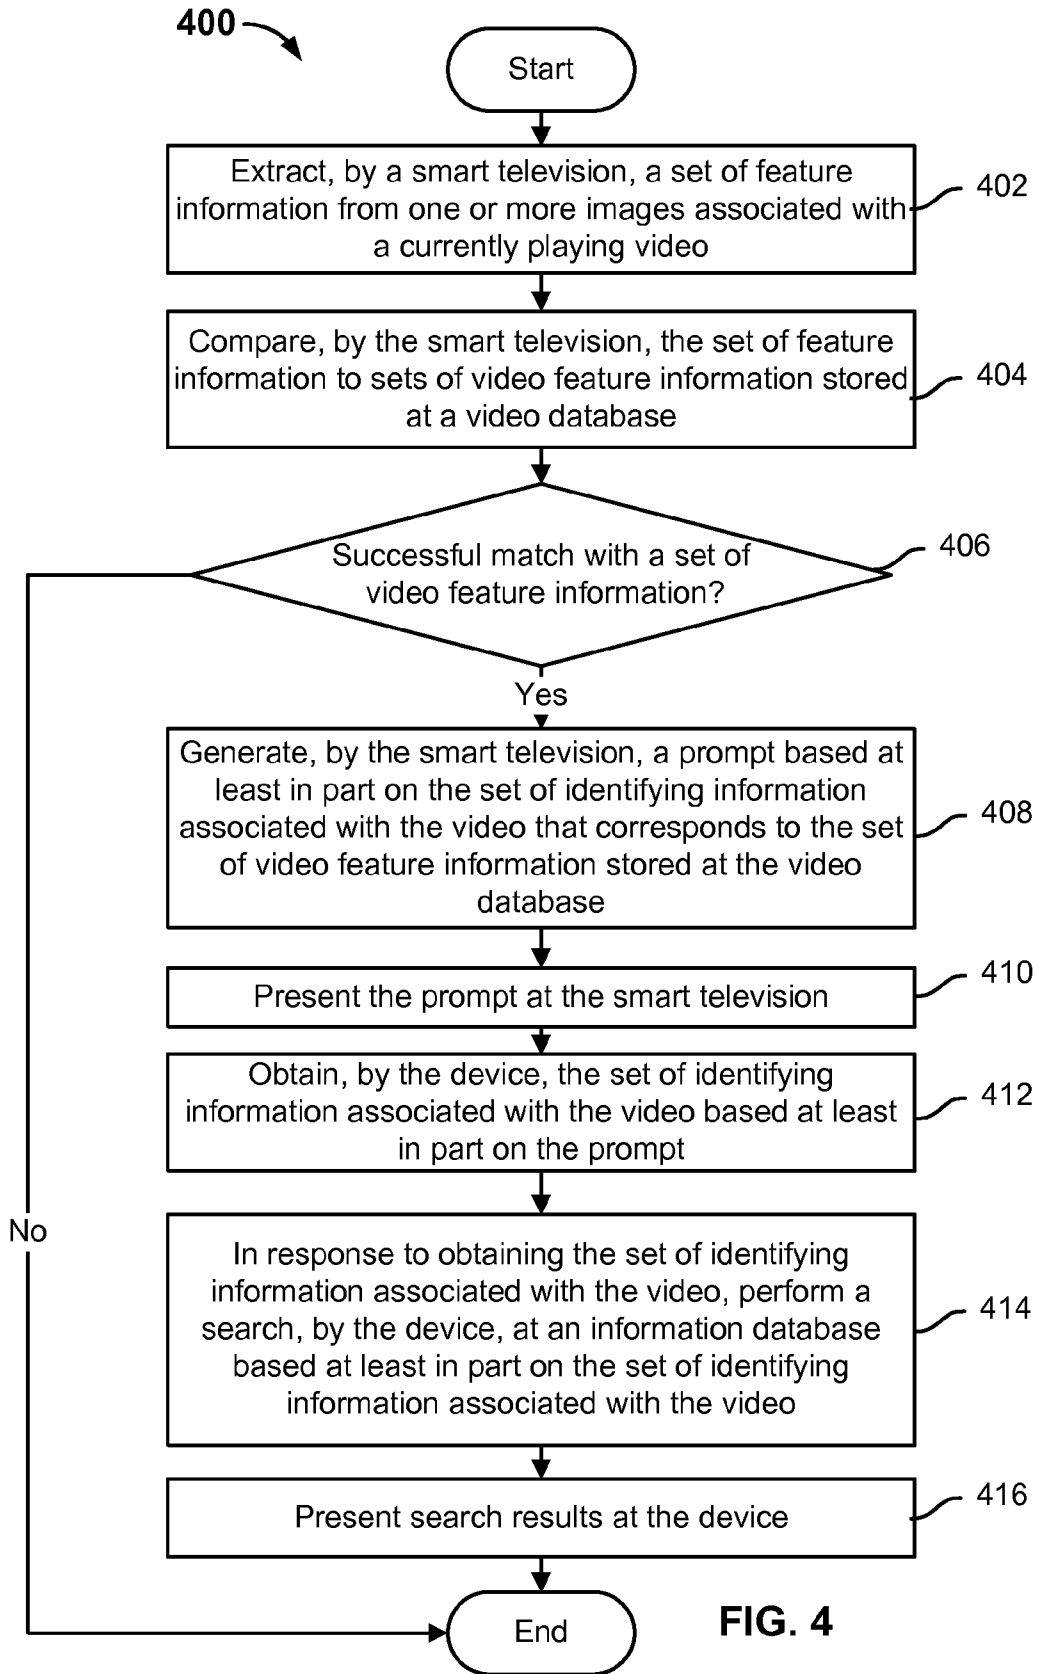 400
Start
Extract, by a smart television, a set of feature
information from one or more images associated with
a currently playing video
402
Compare, by the smart television, the set of feature
information to sets of video feature information stored
at a video database
404
Successful match with a set of
video feature information?
406
Yes
Generate, by the smart television, a prompt based at
least in part on the set of identifying information
associated with the video that corresponds to the set
of video feature information stored at the video
database
408
Present the prompt at the smart television
410
Obtain, by the device, the set of identifying
information associated with the video based at least
in part on the prompt
412
No
In response to obtaining the set of identifying
information associated with the video, perform a
search, by the device, at an information database
based at least in part on the set of identifying
information associated with the video
414
Present search results at the device
416
End
FIG. 4